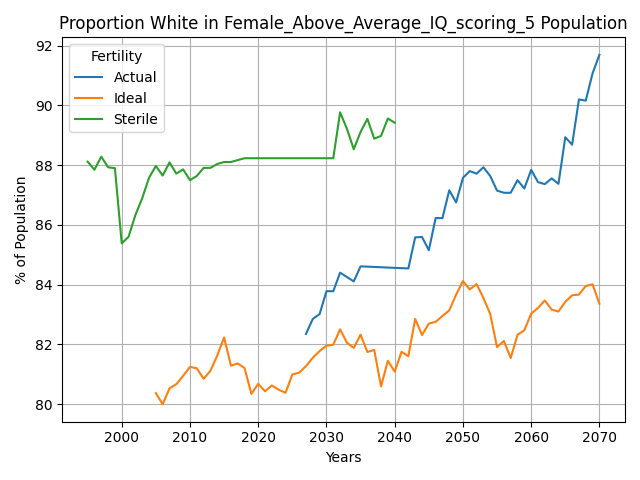 Proportion White in Female_Above_Average_IQ_scoring_5 Population
Fertility
Actual
Ideal
Sterile
% of Population
92
90
88
86
84
82
80
2000
2010
2020
2030
2040
2050
2060
2070
Years